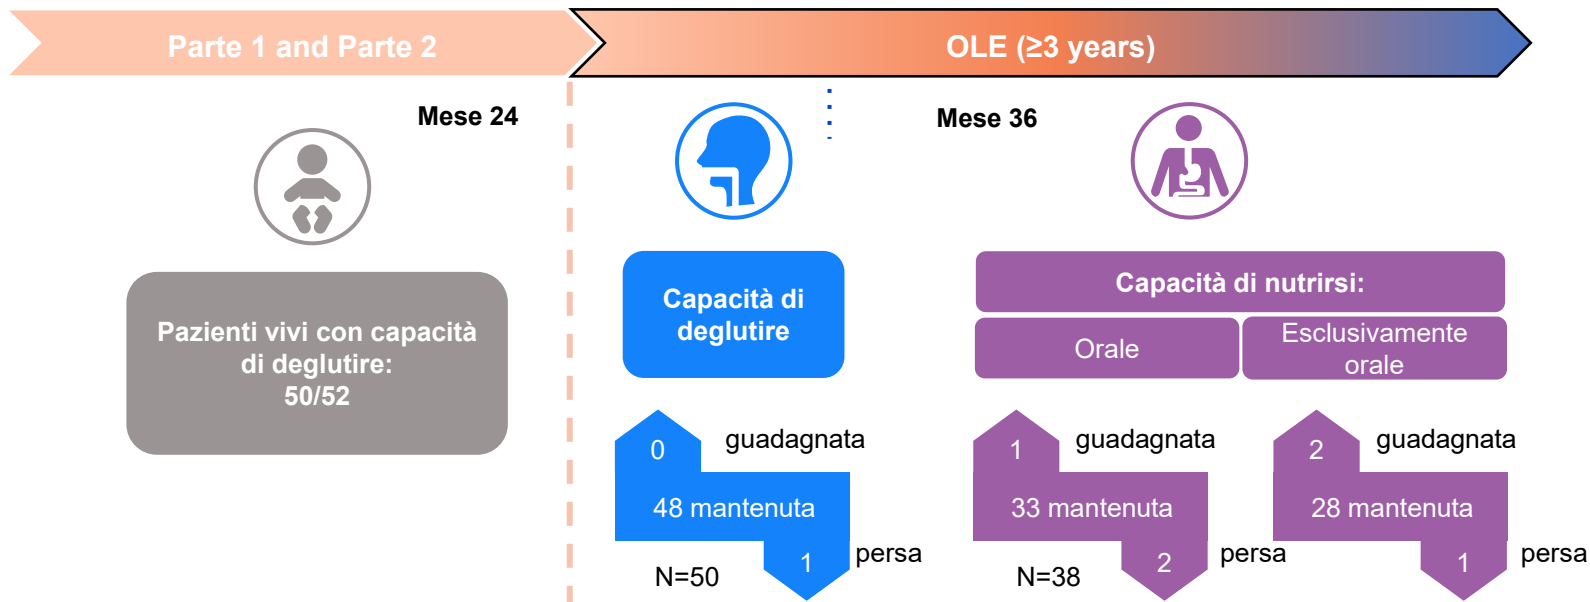 Parte 1 and Parte 2
OLE (≥3 years)
Mese 24
Mese 36
Pazienti vivi con capacità
di deglutire:
50/52
Capacità di
deglutire
0
guadagnata
48 mantenuta
1
persa
N=50
Capacità di nutrirsi:
Orale
Esclusivamente
orale
1
guadagnata
33 mantenuta
2
persa
N=38
2
guadagnata
28 mantenuta
1
persa